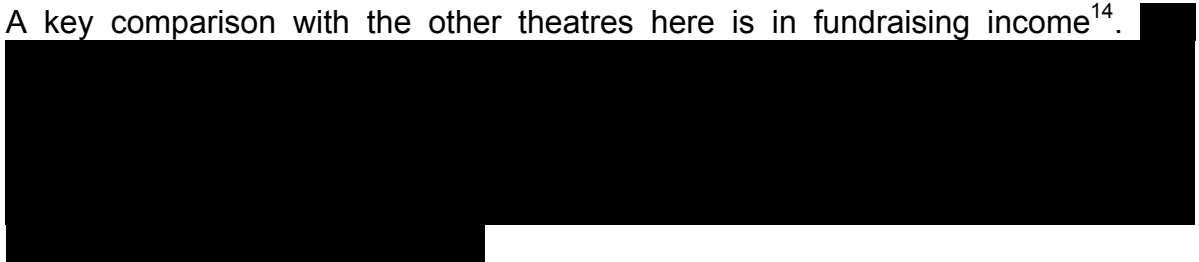 A key comparison with the other theatres here is in fundraising income¹⁴.